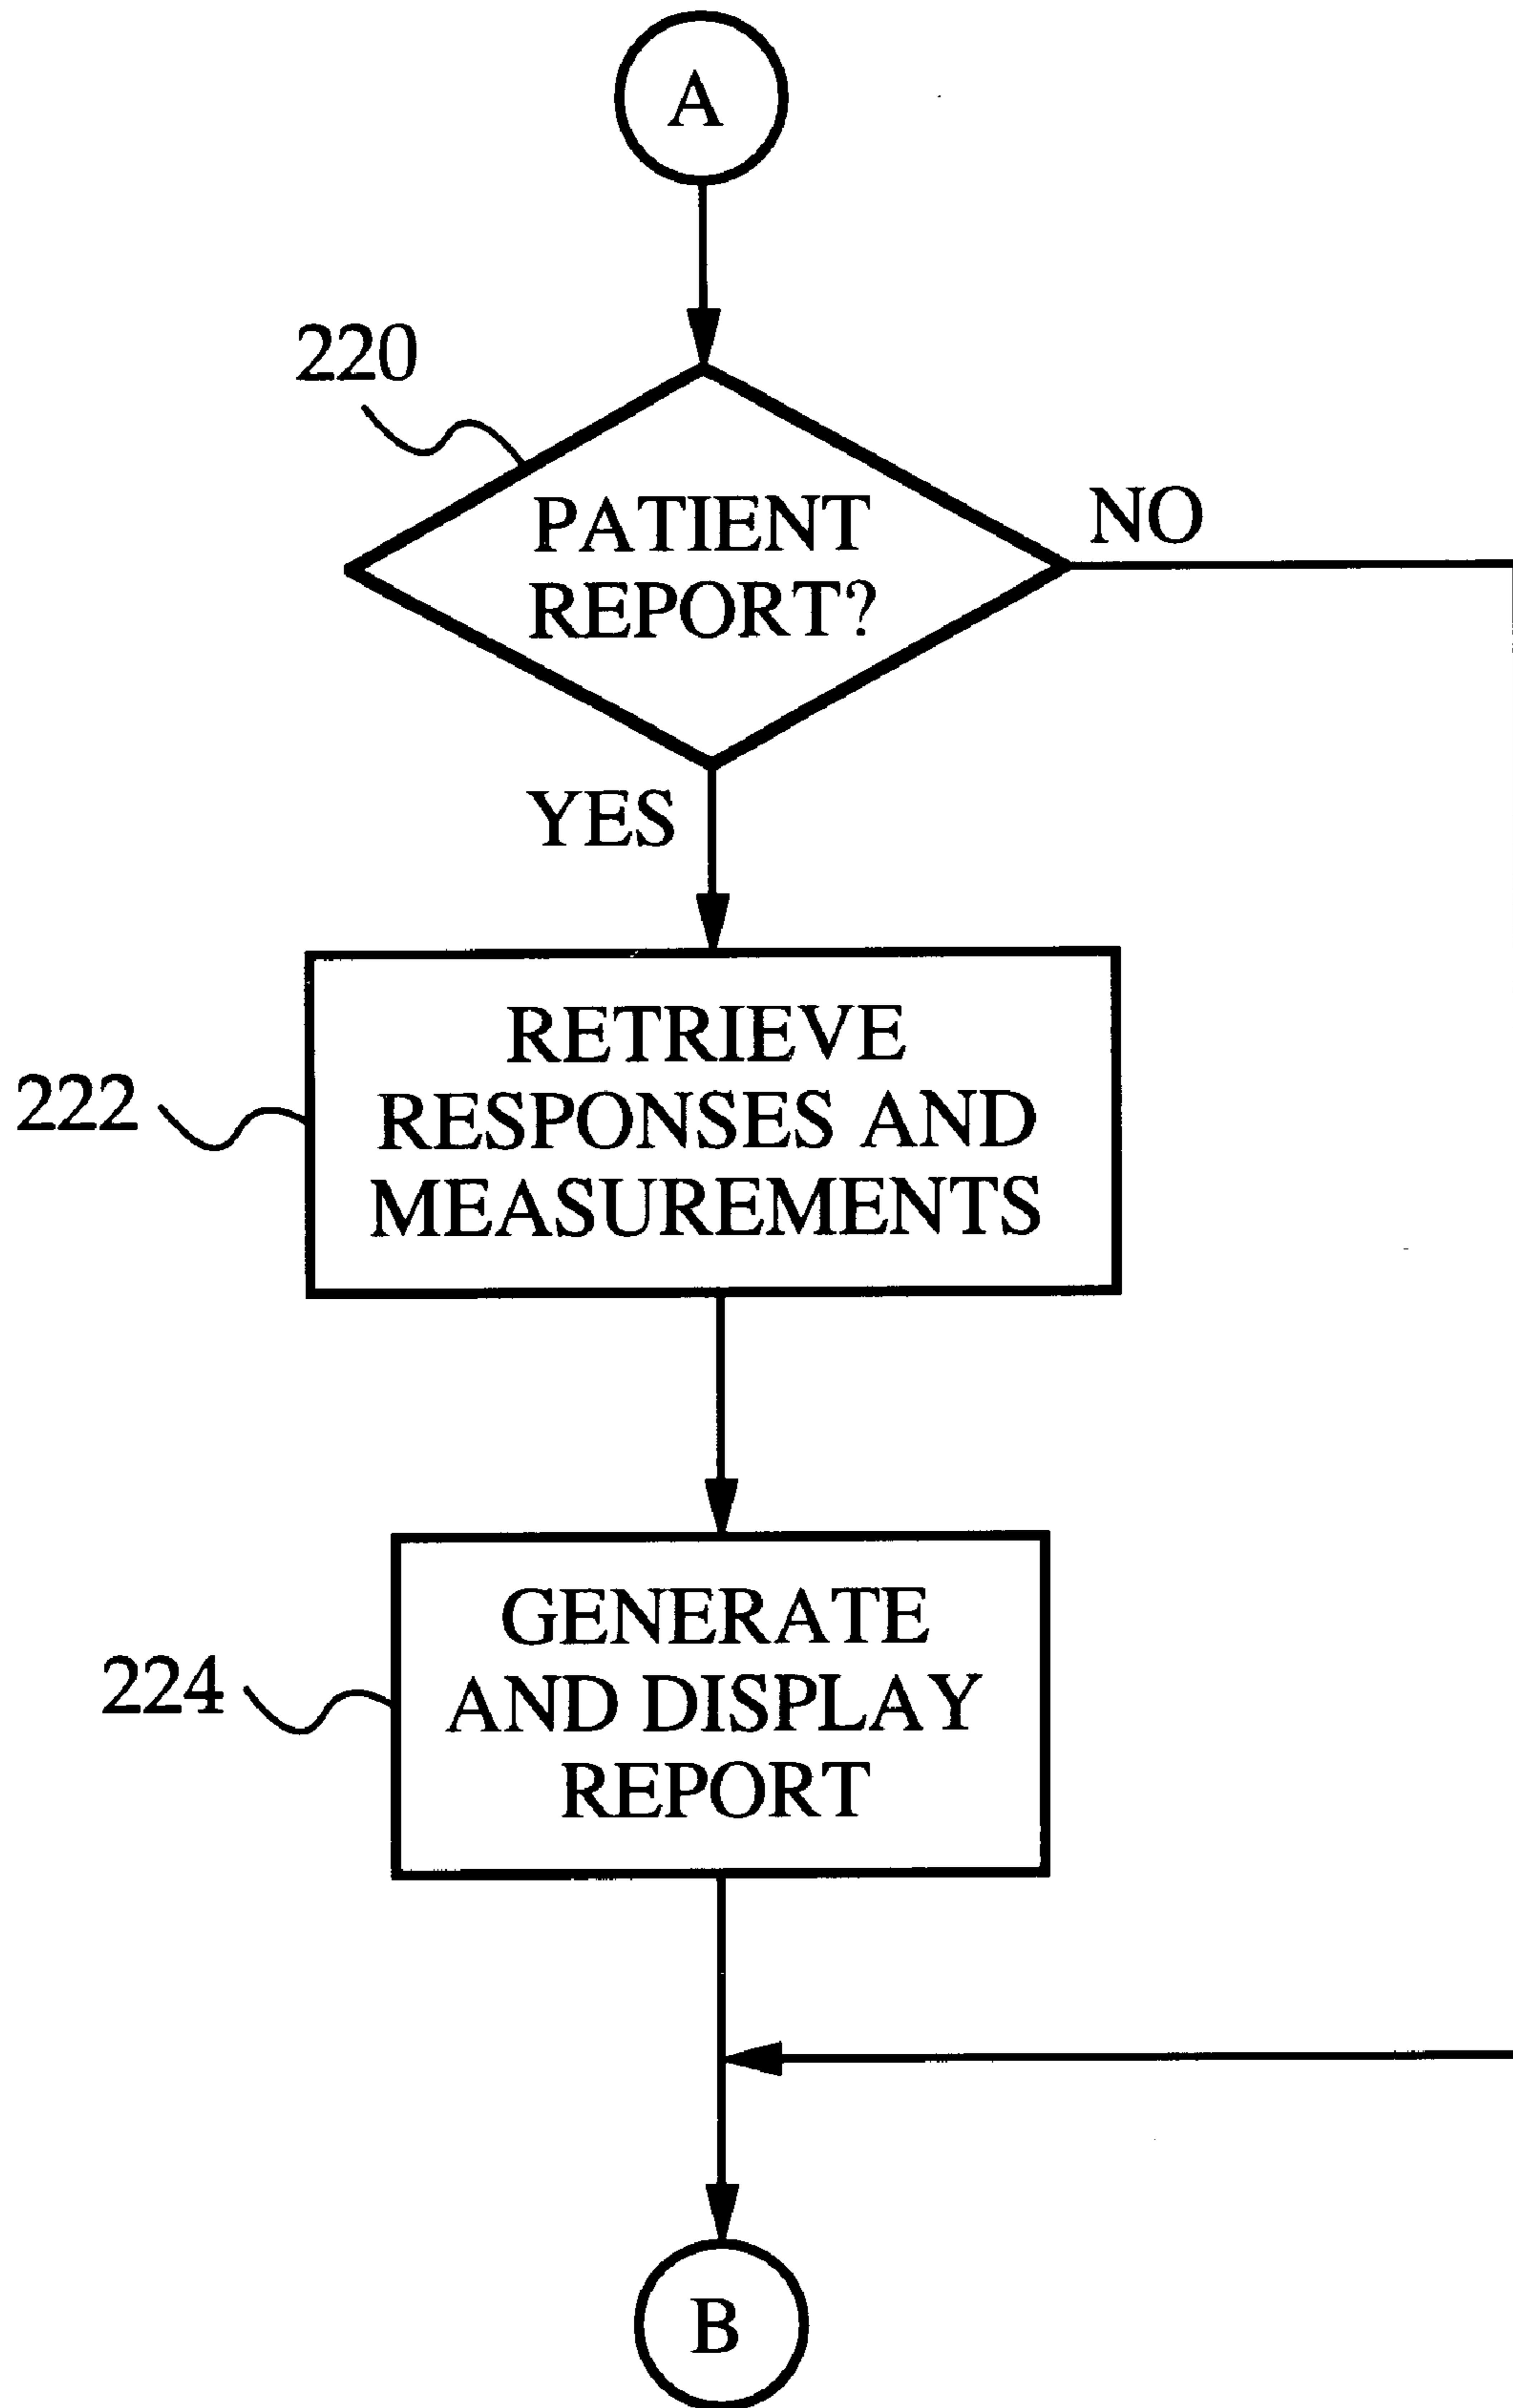 A
220
PATIENT
REPORT?
NO
YES
222
RETRIEVE
RESPONSES AND
MEASUREMENTS
224
GENERATE
AND DISPLAY
REPORT
B